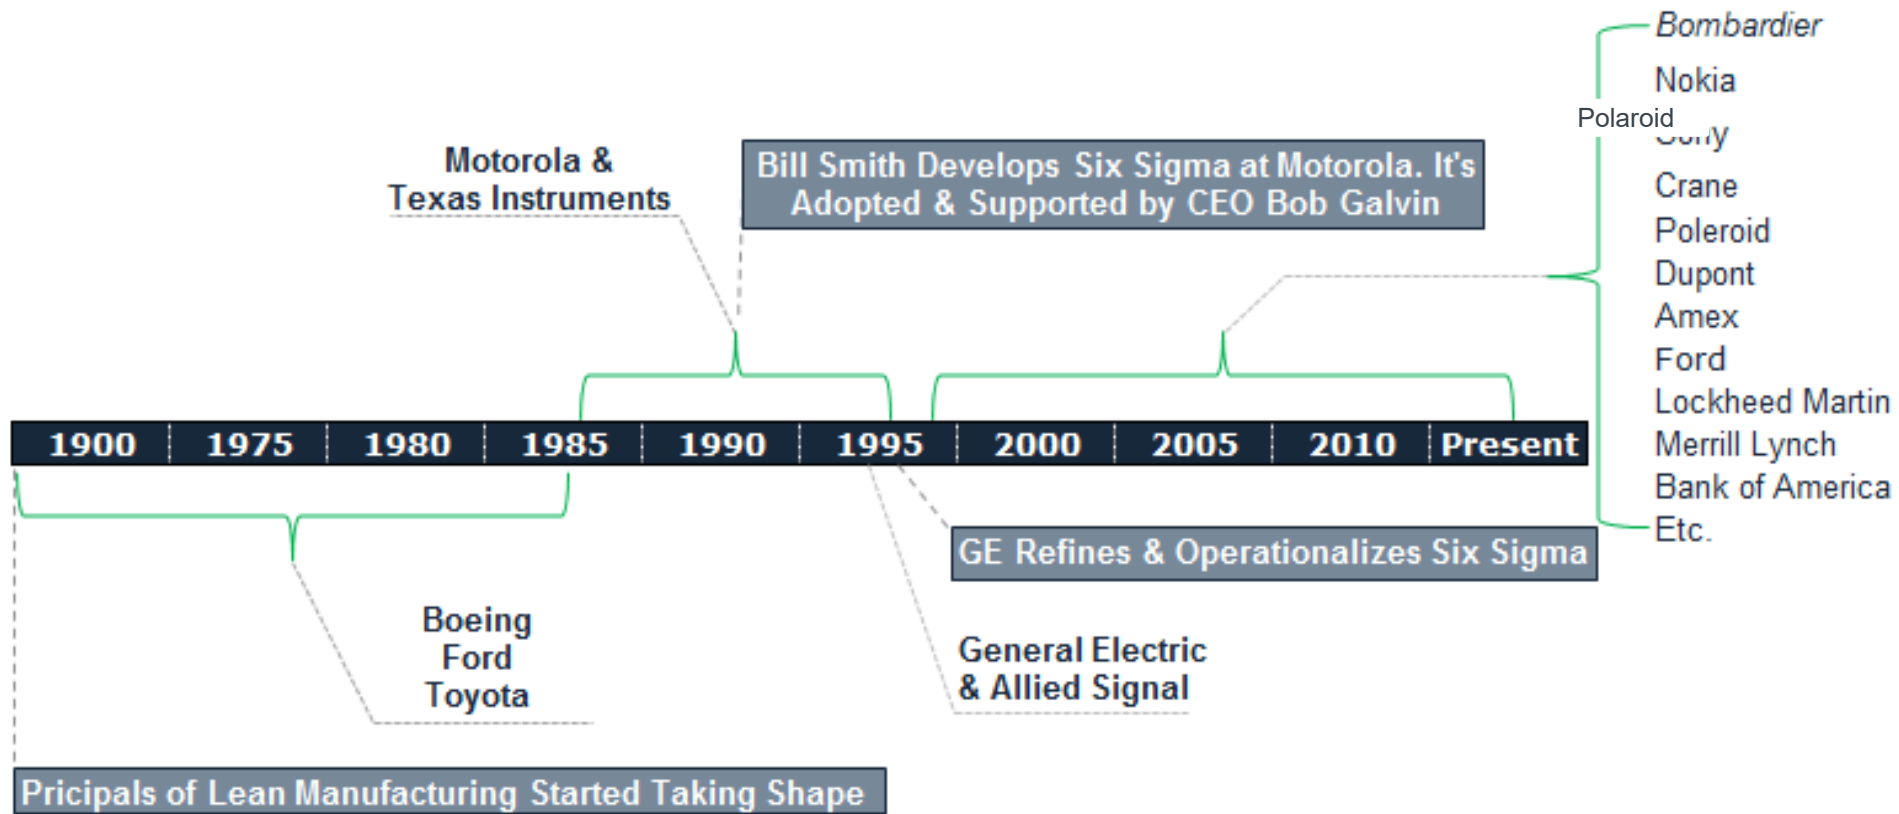 Bombardier
Nokia
Polaroid
Crane
Poleroid
Dupont
Amex
Ford
Lockheed Martin
Merrill Lynch
Bank of America
Etc.
Motorola &
Texas Instruments
Bill Smith Develops Six Sigma at Motorola. It's
Adopted & Supported by CEO Bob Galvin
1900 1975 1980 1985 1990 1995 2000 2005 2010 Present
GE Refines & Operationalizes Six Sigma
Boeing
Ford
Toyota
General Electric
& Allied Signal
Pricipals of Lean Manufacturing Started Taking Shape